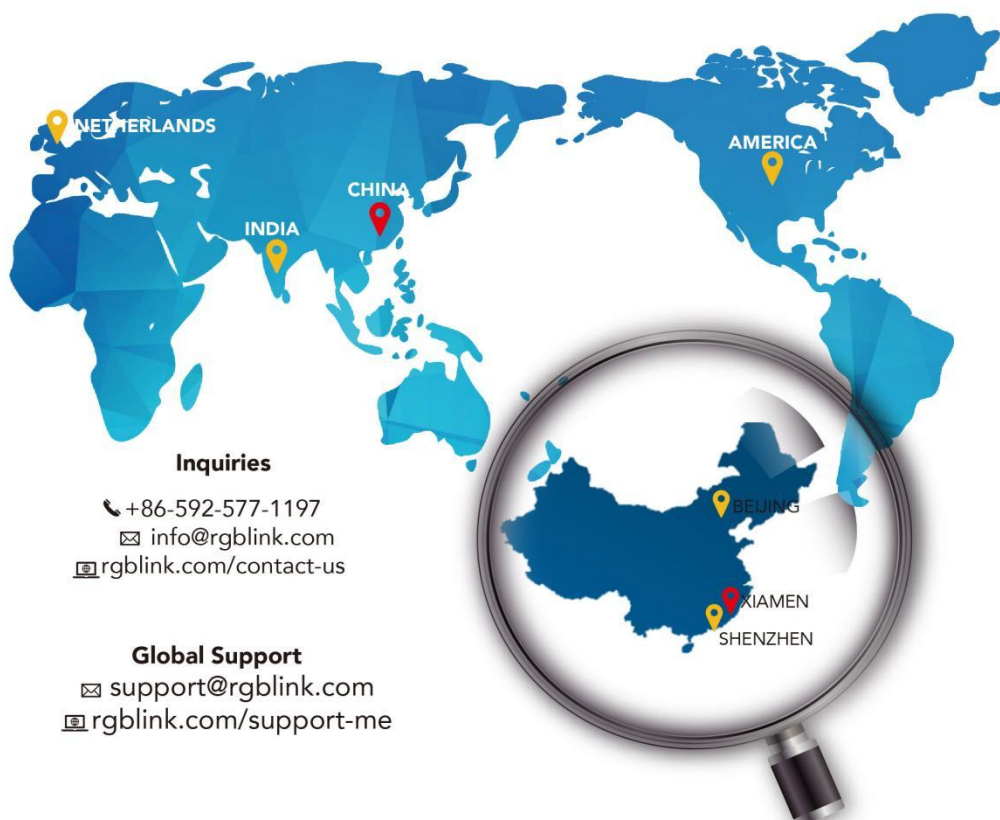 NETHERLANDS
AMERICA
CHINA
INDIA
Inquiries
+86-592-577-1197
info@rgblink.com
rgblink.com/contact-us
BEIJING
XIAMEN
SHENZHEN
Global Support
support@rgblink.com
rgblink.com/support-me